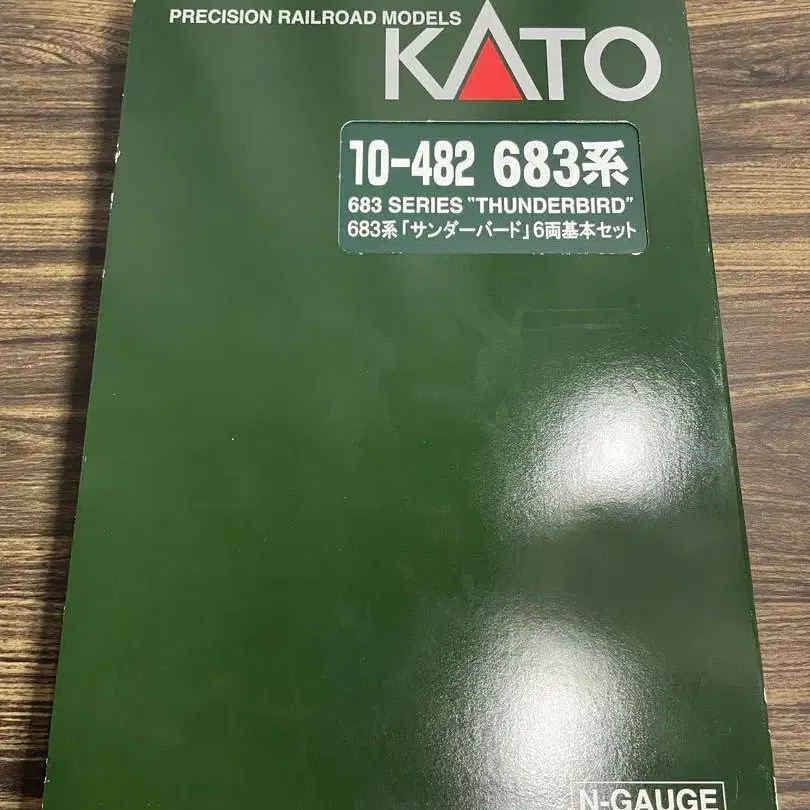 PRECISION RAILROAD MODELS
KATO
10-482 683系
683 SERIES "THUNDERBIRD"
683系「サンダーバード」6両基本セット
N-GAUGE